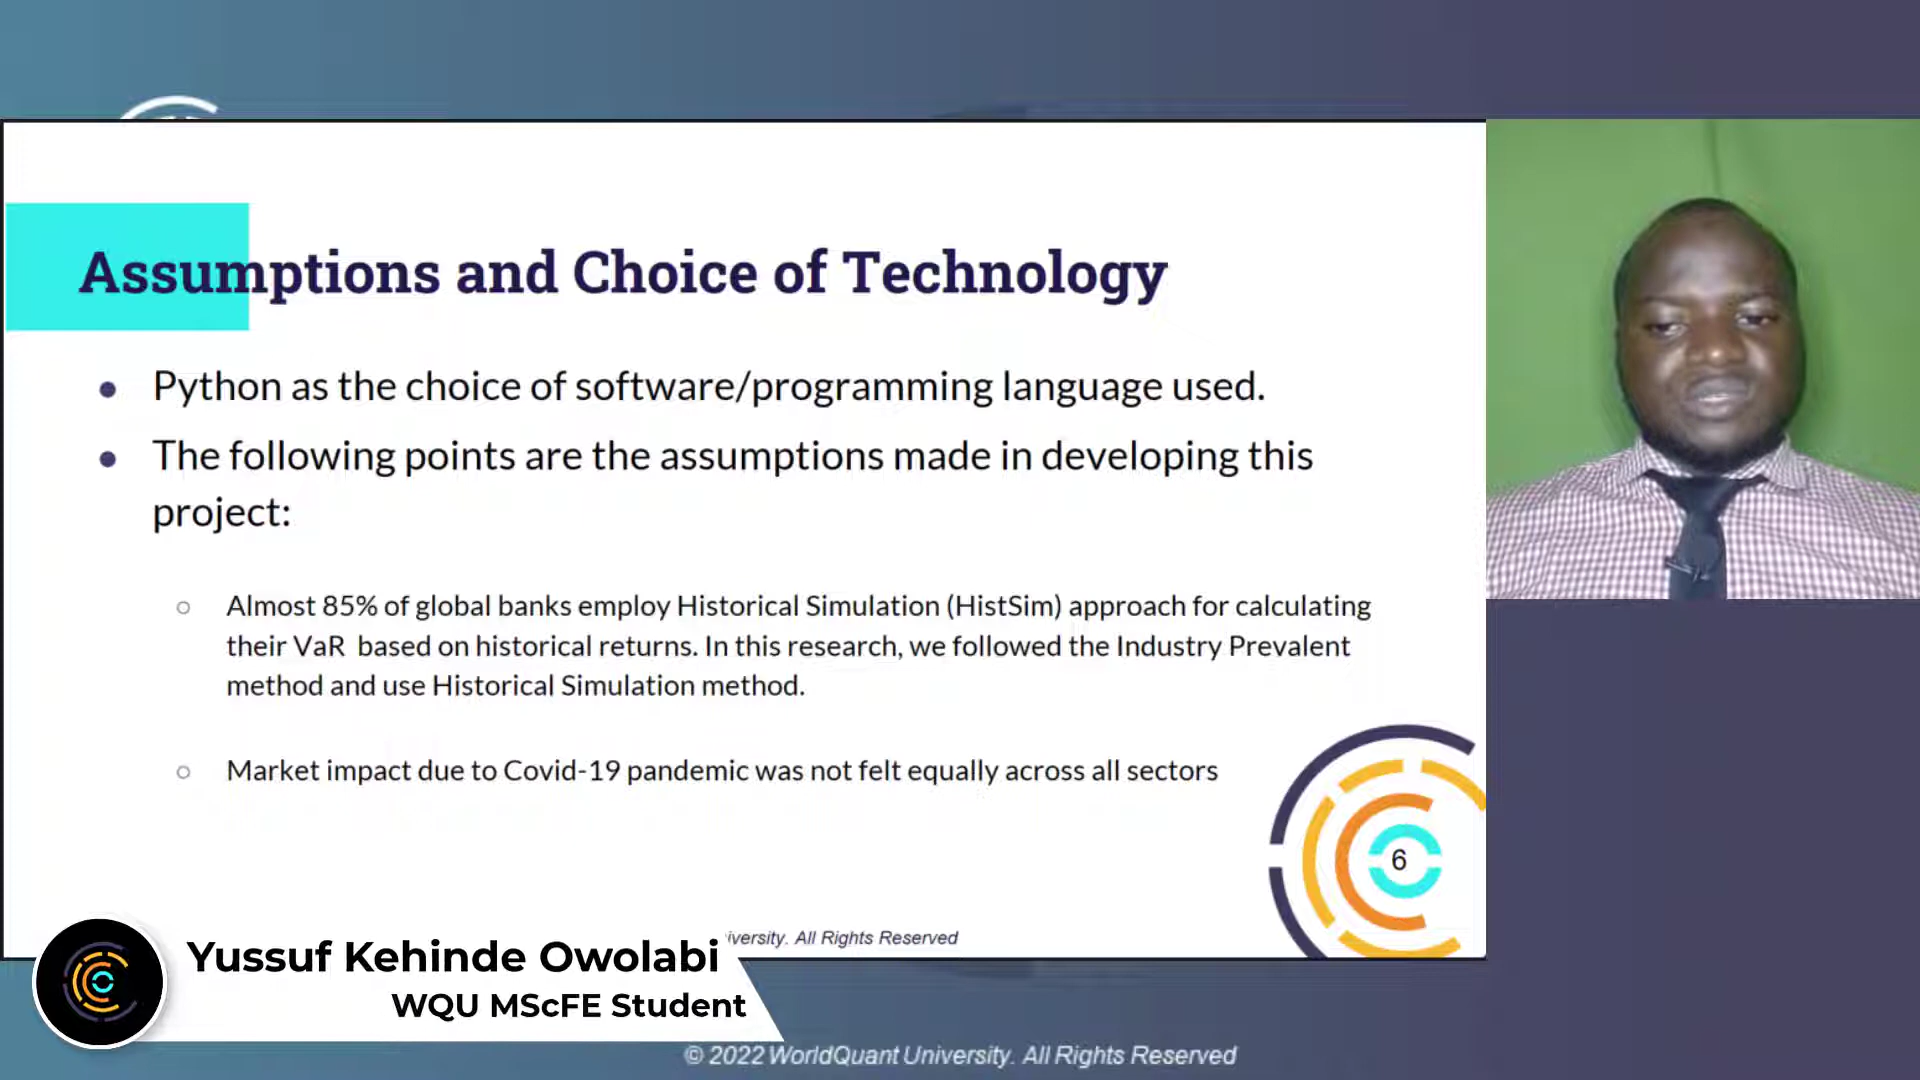 Assumptions and Choice of Technology
Python as the choice of software/programming language used.
The following points are the assumptions made in developing this
project:
Almost 85% of global banks employ Historical Simulation (HistSim) approach for calculating
their VaR based on historical returns. In this research, we followed the Industry Prevalent
method and use Historical Simulation method.
Market impact due to Covid-19 pandemic was not felt equally across all sectors
6
iversity. All Rights Reserved
Yussuf Kehinde Owolabi
WQU MScFE Student
© 2022 WorldQuant University. All Rights Reserved